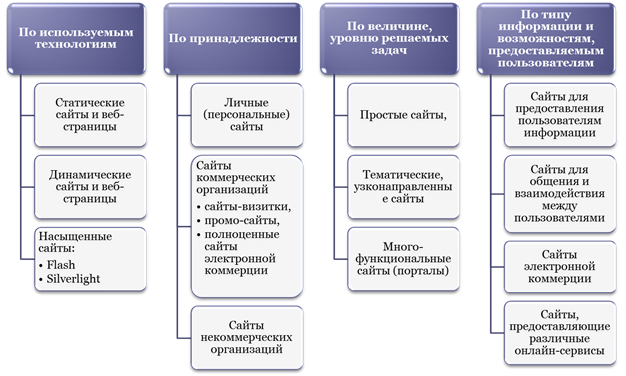 По используемым
технологиям
Статические
сайты и веб-
страницы
Динамические
сайты и веб-
страницы
Насыщенные
сайты:
• Flash
• Silverlight
По принадлежности
Личные
(персональные)
сайты
Сайты
коммерческих
организаций
• сайты-визитки,
• промо-сайты,
• полноценные
сайты
электронной
коммерции
Сайты
некоммерческих
организаций
По величине,
уровню решаемых
задач
Простые сайты,
Тематические,
узконаправленны
е сайты
Много-
функциональные
сайты (порталы)
По типу
информации и
возможностям,
предоставляемым
пользователям
Сайты для
предоставления
пользователям
информации
Сайты для
общения и
взаимодействия
между
пользователями
Сайты
электронной
коммерции
Сайты,
предоставляющие
различные
онлайн-сервисы